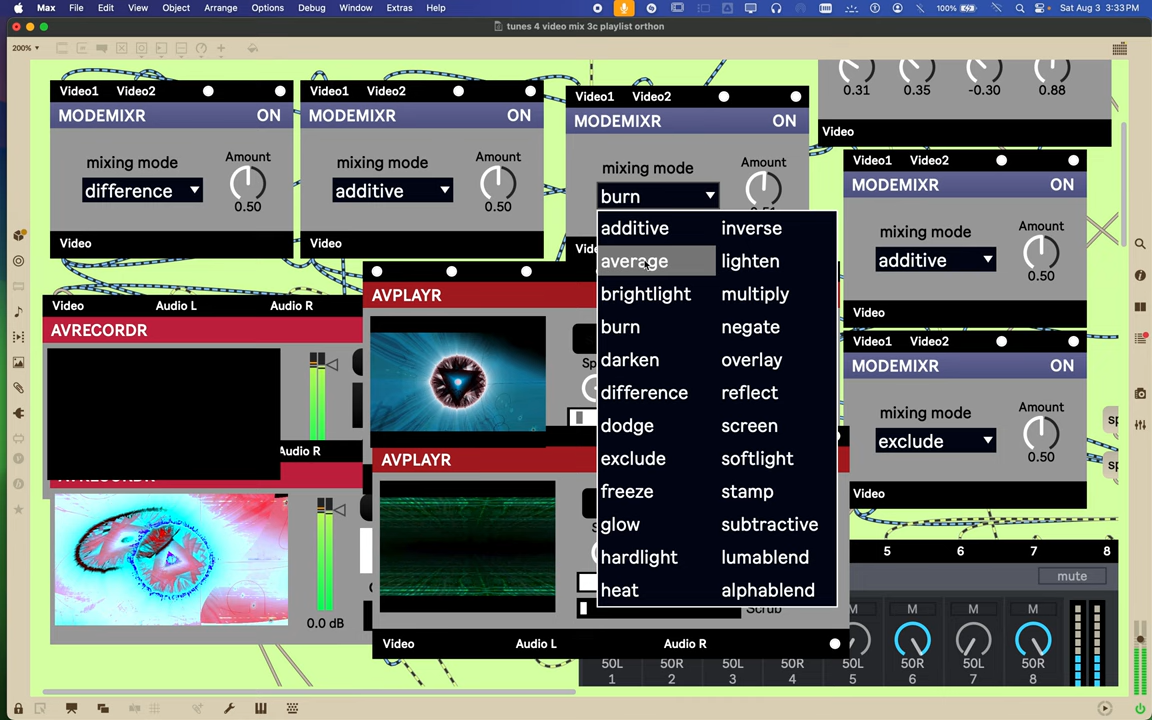 Max File Edit View Object Arrange Options Debug Window Extras Help 100% Sat Aug 3 3:33 PM
tunes 4 video mix 3c playlist orthon
200%
Video1 Video2
MODEMIXR ON
mixing mode
difference
Amount
0.50
Video
Video1 Video2
MODEMIXR ON
mixing mode
additive
Amount
0.50
Video
Video1 Video2
MODEMIXR ON
mixing mode
burn
Amount
additive inverse
average lighten
brightlight multiply
burn negate
darken overlay
difference reflect
dodge screen
exclude softlight
freeze stamp
glow subtractive
hardlight lumablend
heat alphablend
0.31 0.35 -0.30 0.88
Video
Video1 Video2
MODEMIXR ON
mixing mode
additive
Amount
0.50
Video
Video1 Video2
MODEMIXR ON
mixing mode
exclude
Amount
0.50
Video
Video Audio L Audio R
AVRECORDR
Audio R
AVRECORDR
0.0 dB
AVPLAYR
Sp
AVPLAYR
Scrub
Video Audio L Audio R
5 6 7 8
mute
M M M M
50L 50R 50L 50R 50L 50R 50L 50R
1 2 3 4 5 6 7 8
sp
sp